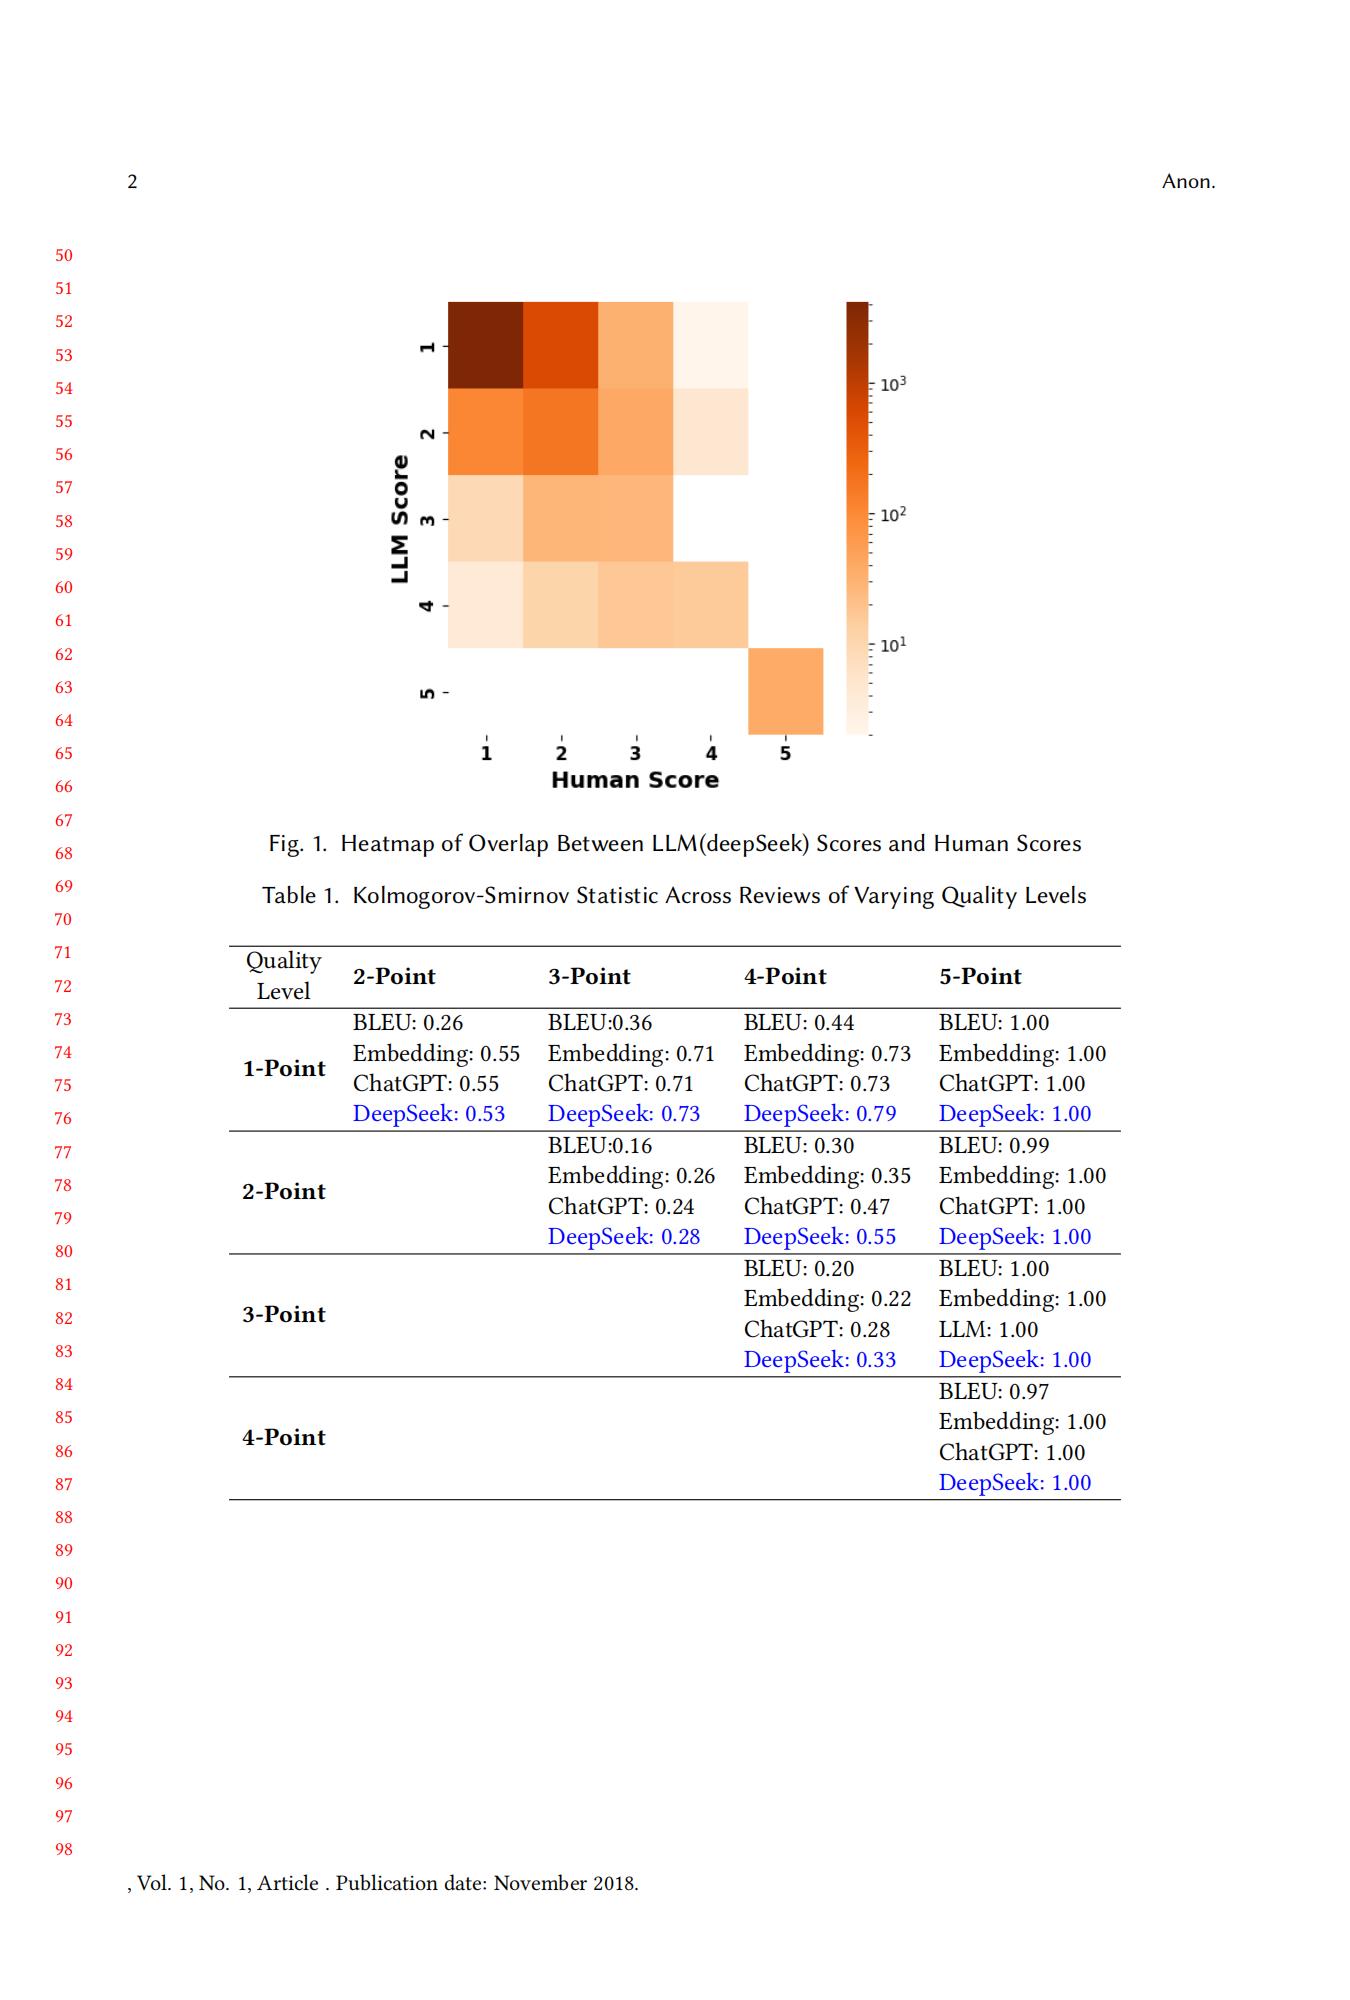 2 Anon.
50
51
52
53
54
55
56
57
58
59
60
61
62
63
64
65
66
67
68
69
70
71
72
73
74
75
76
77
78
79
80
81
82
83
84
85
86
87
88
89
90
91
92
93
94
95
96
97
98
LLM Score
1
2
3
4
5
1 2 3 4 5
Human Score
10³
10²
10¹
Fig. 1. Heatmap of Overlap Between LLM(deepSeek) Scores and Human Scores
Table 1. Kolmogorov-Smirnov Statistic Across Reviews of Varying Quality Levels
Quality Level 2-Point 3-Point 4-Point 5-Point
1-Point
BLEU: 0.26 BLEU:0.36 BLEU: 0.44 BLEU: 1.00
Embedding: 0.55 Embedding: 0.71 Embedding: 0.73 Embedding: 1.00
ChatGPT: 0.55 ChatGPT: 0.71 ChatGPT: 0.73 ChatGPT: 1.00
DeepSeek: 0.53 DeepSeek: 0.73 DeepSeek: 0.79 DeepSeek: 1.00
2-Point
BLEU:0.16 BLEU: 0.30 BLEU: 0.99
Embedding: 0.26 Embedding: 0.35 Embedding: 1.00
ChatGPT: 0.24 ChatGPT: 0.47 ChatGPT: 1.00
DeepSeek: 0.28 DeepSeek: 0.55 DeepSeek: 1.00
3-Point
BLEU: 0.20 BLEU: 1.00
Embedding: 0.22 Embedding: 1.00
ChatGPT: 0.28 LLM: 1.00
DeepSeek: 0.33 DeepSeek: 1.00
4-Point
BLEU: 0.97
Embedding: 1.00
ChatGPT: 1.00
DeepSeek: 1.00
, Vol. 1, No. 1, Article . Publication date: November 2018.